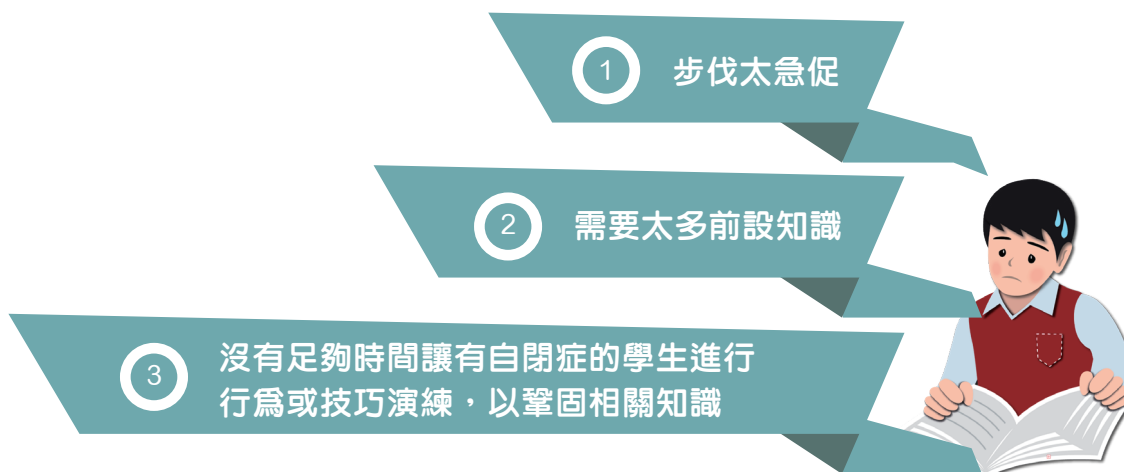 1 步伐太急促
2 需要太多前設知識
3 沒有足夠時間讓有自閉症的學生進行
行為或技巧演練，以鞏固相關知識